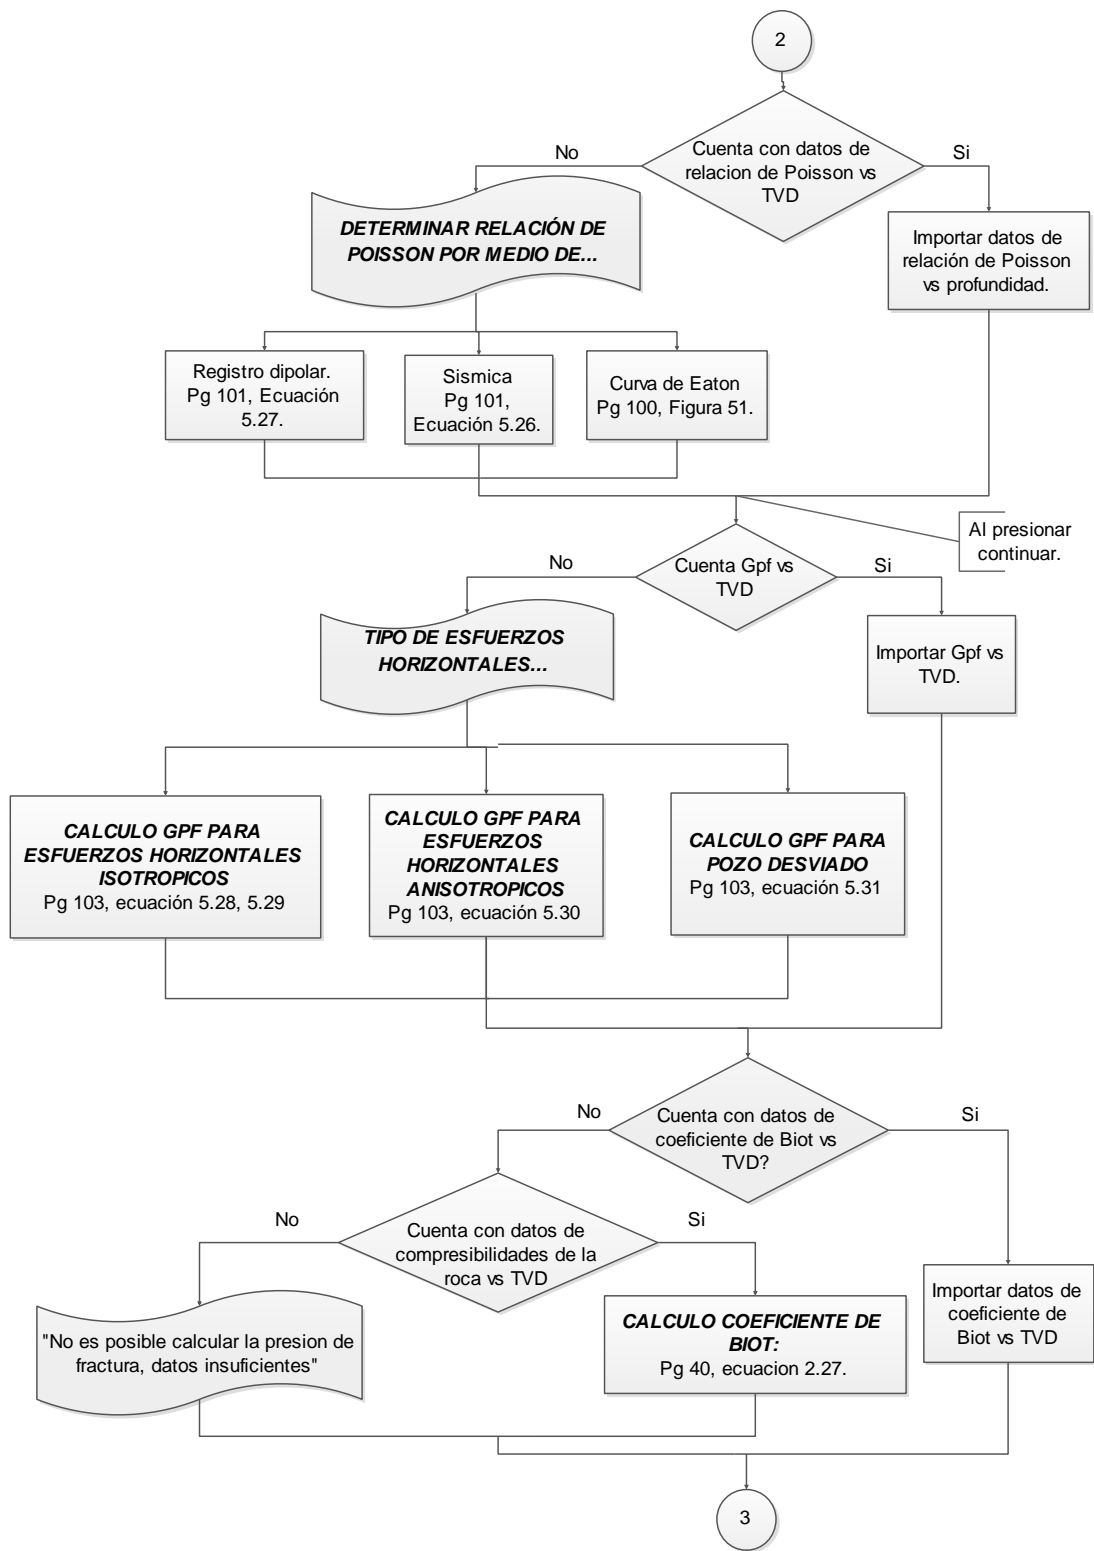 2
Cuenta con datos de
relacion de Poisson vs
TVD
No
Si
DETERMINAR RELACIÓN DE
POISSON POR MEDIO DE...
Importar datos de
relación de Poisson
vs profundidad.
Registro dipolar.
Pg 101, Ecuación
5.27.
Sismica
Pg 101,
Ecuación 5.26.
Curva de Eaton
Pg 100, Figura 51.
Al presionar
continuar.
Cuenta Gpf vs
TVD
No
Si
TIPO DE ESFUERZOS
HORIZONTALES...
Importar Gpf vs
TVD.
CALCULO GPF PARA
ESFUERZOS HORIZONTALES
ISOTROPICOS
Pg 103, ecuación 5.28, 5.29
CALCULO GPF PARA
ESFUERZOS
HORIZONTALES
ANISOTROPICOS
Pg 103, ecuación 5.30
CALCULO GPF PARA
POZO DESVIADO
Pg 103, ecuación 5.31
Cuenta con datos de
coeficiente de Biot vs
TVD?
No
Si
Cuenta con datos de
compresibilidades de la
roca vs TVD
No
Si
Importar datos de
coeficiente de
Biot vs TVD
"No es posible calcular la presion de
fractura, datos insuficientes"
CALCULO COEFICIENTE DE
BIOT:
Pg 40, ecuacion 2.27.
3